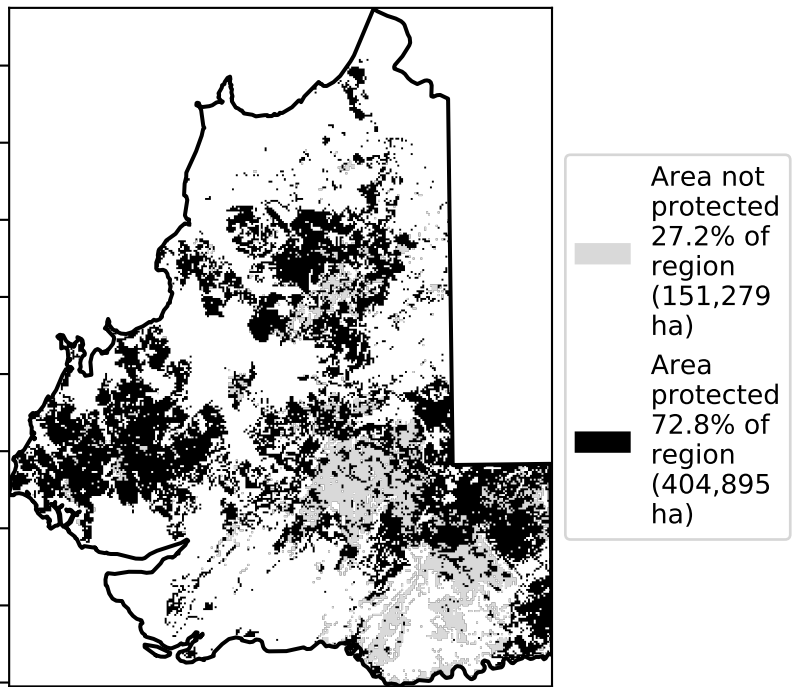 Area not
protected
27.2% of
region
(151,279
ha)
Area
protected
72.8% of
region
(404,895
ha)